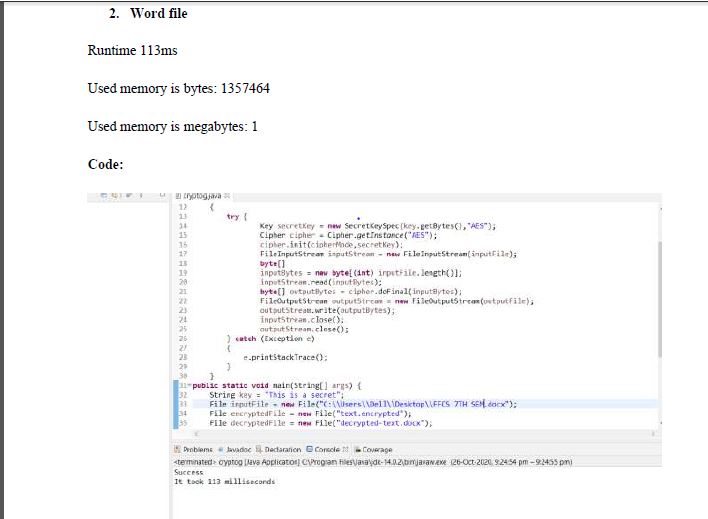 2. Word file
Runtime 113ms
Used memory is bytes: 1357464
Used memory is megabytes: 1
Code:
cryptog.java
12 {
13 try {
14 Key secretKey = new SecretKeySpec(key.getBytes(),"AES");
15 Cipher cipher = Cipher.getInstance("AES");
16 cipher.init(cipherMode,secretKey);
17 FileInputStream inputStream = new FileInputStream(inputFile);
18 byte[]
19 inputBytes = new byte[(int) inputFile.length()];
20 inputStream.read(inputBytes);
21 byte[] outputBytes = cipher.doFinal(inputBytes);
22 FileOutputStream outputStream = new FileOutputStream(outputFile);
23 outputStream.write(outputBytes);
24 inputStream.close();
25 outputStream.close();
26 } catch (Exception e)
27 {
28 e.printStackTrace();
29 }
30 }
31 public static void main(String[] args) {
32 String key = "This is a secret";
33 File inputFile = new File("C:\\Users\\Dell\\Desktop\\FFCS 7TH SEM.docx");
34 File encryptedFile = new File("text.encrypted");
35 File decryptedFile = new File("decrypted-text.docx");
Problems Javadoc Declaration Console Coverage
<terminated> cryptog [Java Application] C:\Program Files\Java\jdk-14.0.2\bin\javaw.exe (26-Oct-2020, 9:24:54 pm – 9:24:55 pm)
Success
It took 113 milliseconds